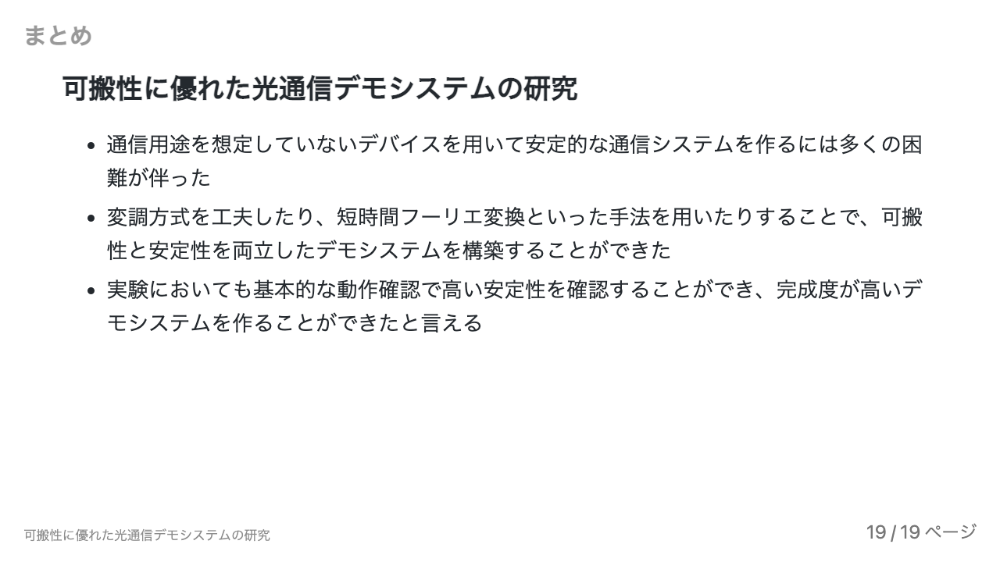 まとめ
可搬性に優れた光通信デモシステムの研究
• 通信用途を想定していないデバイスを用いて安定的な通信システムを作るには多くの困
難が伴った
• 変調方式を工夫したり、短時間フーリエ変換といった手法を用いたりすることで、可搬
性と安定性を両立したデモシステムを構築することができた
• 実験においても基本的な動作確認で高い安定性を確認することができ、完成度が高いデ
モシステムを作ることができたと言える
可搬性に優れた光通信デモシステムの研究
19 / 19 ページ